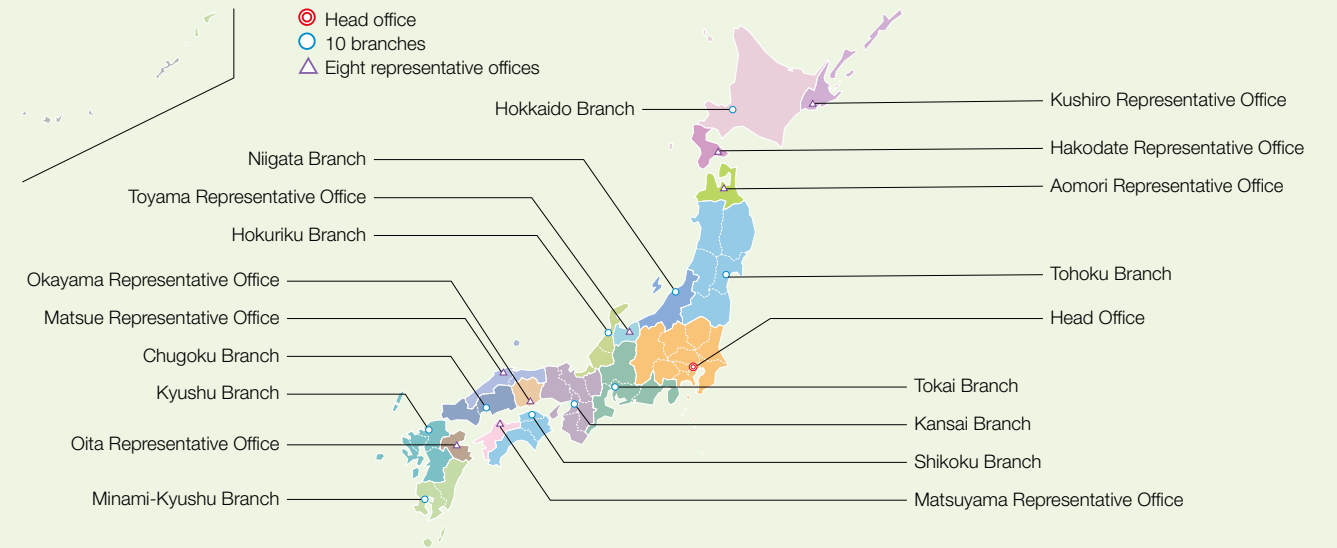 Head office
10 branches
Eight representative offices
Hokkaido Branch
Niigata Branch
Toyama Representative Office
Hokuriku Branch
Okayama Representative Office
Matsue Representative Office
Chugoku Branch
Kyushu Branch
Oita Representative Office
Minami-Kyushu Branch
Kushiro Representative Office
Hakodate Representative Office
Aomori Representative Office
Tohoku Branch
Head Office
Tokai Branch
Kansai Branch
Shikoku Branch
Matsuyama Representative Office